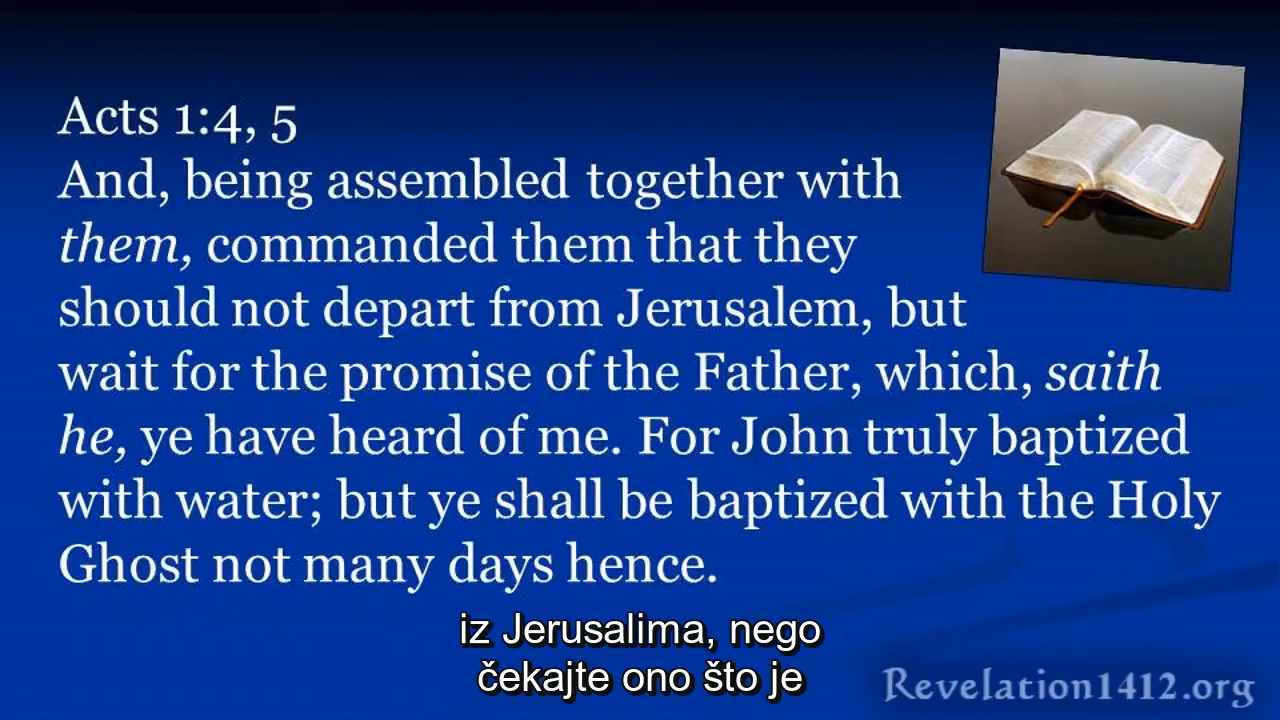 Acts 1:4, 5
And, being assembled together with
them, commanded them that they
should not depart from Jerusalem, but
wait for the promise of the Father, which, saith
he, ye have heard of me. For John truly baptized
with water; but ye shall be baptized with the Holy
Ghost not many days hence.
iz Jerusalima, nego
čekajte ono što je
Revelation1412.org